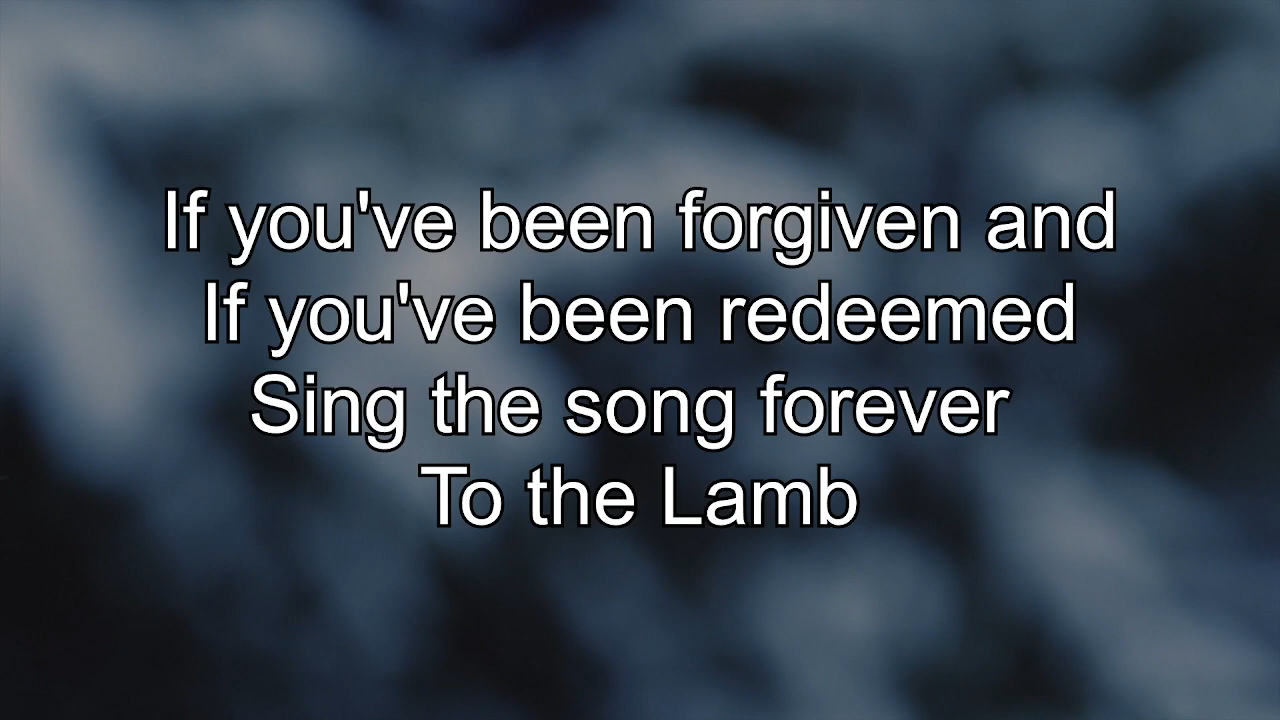 If you've been forgiven and
If you've been redeemed
Sing the song forever
To the Lamb